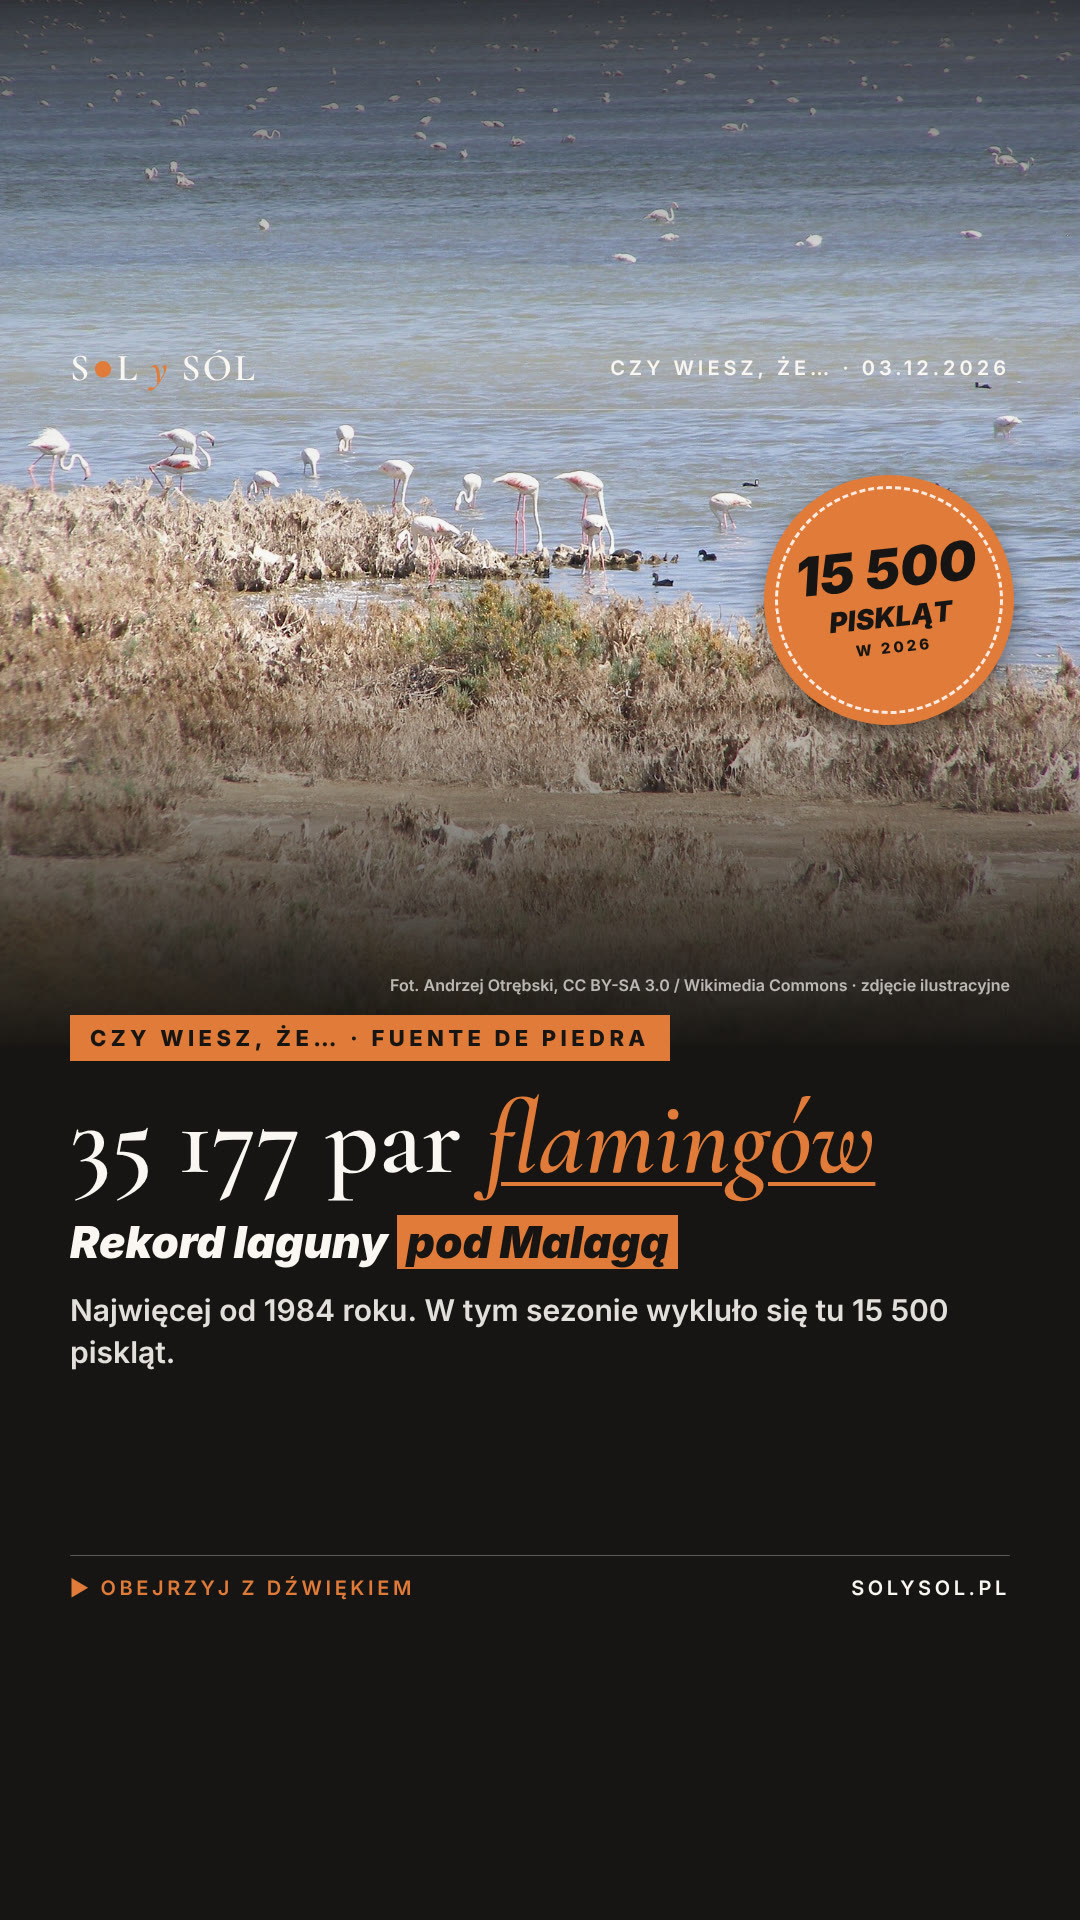 SOL y SÓL
CZY WIESZ, ŻE... · 03.12.2026
15 500
PISKLĄT
W 2026
Fot. Andrzej Otrębski, CC BY-SA 3.0 / Wikimedia Commons · zdjęcie ilustracyjne
CZY WIESZ, ŻE... · FUENTE DE PIEDRA
35 177 par flamingów
Rekord laguny pod Malagą
Najwięcej od 1984 roku. W tym sezonie wykluło się tu 15 500
piskląt.
▶ OBEJRZYJ Z DŹWIĘKIEM
SOLYSOL.PL